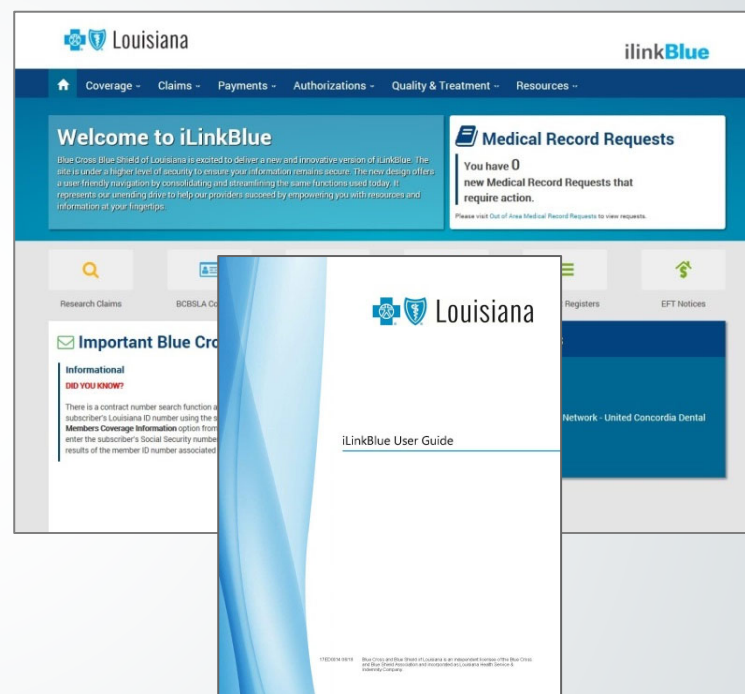 Louisiana
ilinkBlue
Coverage - Claims - Payments - Authorizations - Quality & Treatment - Resources -
Welcome to iLinkBlue
Blue Cross Blue Shield of Louisiana is excited to deliver a new and innovative version of iLinkBlue. The
site is under a higher level of security to ensure your information remains secure. The new design offers
a user friendly navigation by consolidating and streamlining the same functions used today. It
represents our unending drive to help our providers succeed by empowering you with resources and
information at your fingertips.
Medical Record Requests
You have 0
new Medical Record Requests that
require action.
Please visit Out of Area Medical Record Requests to view requests.
Research Claims
BCBSLA Co
Registers
EFT Notices
Important Blue Cro
Informational
DID YOU KNOW?
There is a contract number search function a
subscriber's Louisiana ID number using the s
Members Coverage Information option from
enter the subscriber's Social Security numbe
results of the member ID number associated
Network - United Concordia Dental
Louisiana
iLinkBlue User Guide
Blue Cross and Blue Shield of Louisiana is an independent licensee of the Blue Cross
and Blue Shield Association and incorporated as Louisiana Health Service &
Indemnity Company.